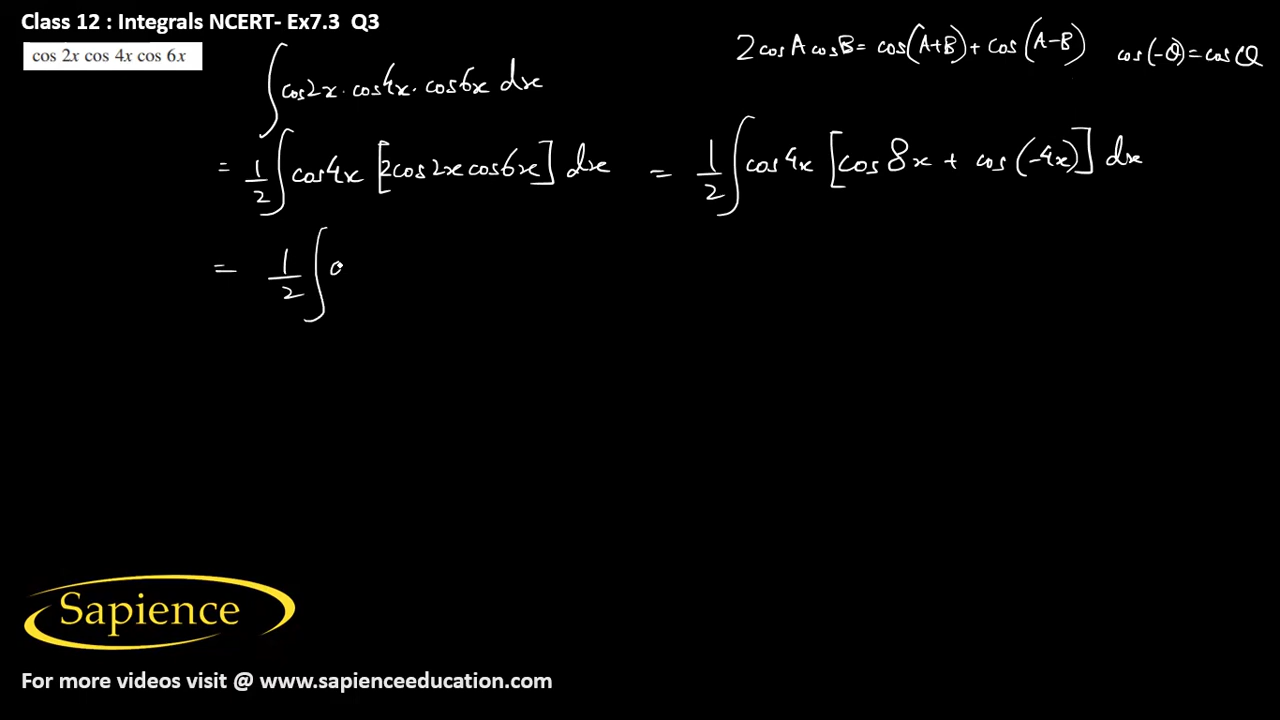 Class 12 : Integrals NCERT- Ex7.3 Q3
cos 2x cos 4x cos 6x
2 cos A cos B = cos(A+B) + cos(A-B) cos(-θ) = cos θ
∫ cos2x · cos4x · cos6x dx
= 1/2 ∫ cos4x [2cos2x cos6x] dx = 1/2 ∫ cos4x [cos 8x + cos (-4x)] dx
= 1/2 ∫ c
Sapience
For more videos visit @ www.sapienceeducation.com